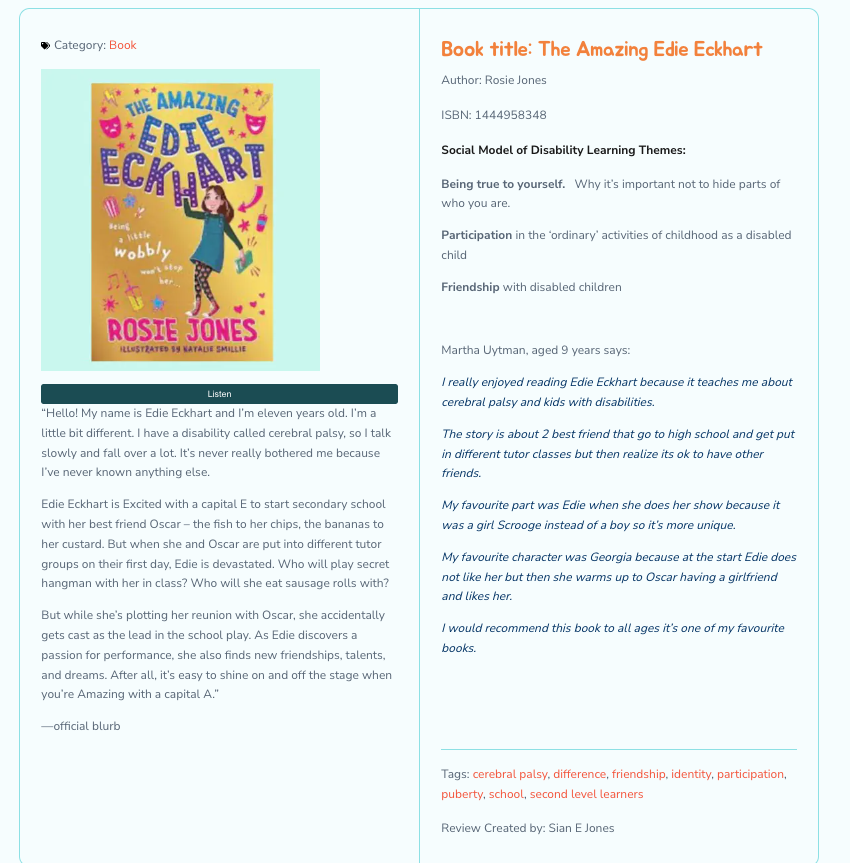 Category: Book
THE AMAZING
EDIE
ECKHART
Being
a little
wobbly
won't stop
her...
ROSIE JONES
ILLUSTRATED BY NATALIE SMILLIE
Listen
“Hello! My name is Edie Eckhart and I’m eleven years old. I’m a
little bit different. I have a disability called cerebral palsy, so I talk
slowly and fall over a lot. It’s never really bothered me because
I’ve never known anything else.
Edie Eckhart is Excited with a capital E to start secondary school
with her best friend Oscar – the fish to her chips, the bananas to
her custard. But when she and Oscar are put into different tutor
groups on their first day, Edie is devastated. Who will play secret
hangman with her in class? Who will she eat sausage rolls with?
But while she’s plotting her reunion with Oscar, she accidentally
gets cast as the lead in the school play. As Edie discovers a
passion for performance, she also finds new friendships, talents,
and dreams. After all, it’s easy to shine on and off the stage when
you’re Amazing with a capital A.”
—official blurb
Book title: The Amazing Edie Eckhart
Author: Rosie Jones
ISBN: 1444958348
Social Model of Disability Learning Themes:
Being true to yourself. Why it’s important not to hide parts of
who you are.
Participation in the ‘ordinary’ activities of childhood as a disabled
child
Friendship with disabled children
Martha Uytman, aged 9 years says:
I really enjoyed reading Edie Eckhart because it teaches me about
cerebral palsy and kids with disabilities.
The story is about 2 best friend that go to high school and get put
in different tutor classes but then realize its ok to have other
friends.
My favourite part was Edie when she does her show because it
was a girl Scrooge instead of a boy so it’s more unique.
My favourite character was Georgia because at the start Edie does
not like her but then she warms up to Oscar having a girlfriend
and likes her.
I would recommend this book to all ages it’s one of my favourite
books.
Tags: cerebral palsy, difference, friendship, identity, participation,
puberty, school, second level learners
Review Created by: Sian E Jones